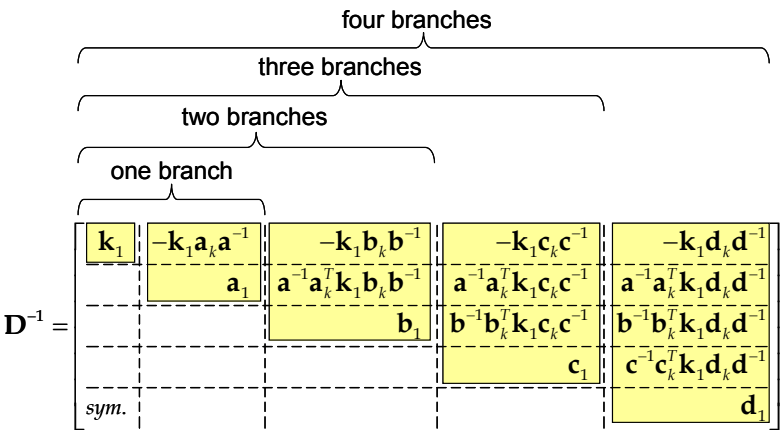 four branches
three branches
two branches
one branch
k₁ −k₁aₖa⁻¹ −k₁bₖb⁻¹ −k₁cₖc⁻¹ −k₁dₖd⁻¹
a₁ a⁻¹aₖᵀk₁bₖb⁻¹ a⁻¹aₖᵀk₁cₖc⁻¹ a⁻¹aₖᵀk₁dₖd⁻¹
D⁻¹ = b₁ b⁻¹bₖᵀk₁cₖc⁻¹ b⁻¹bₖᵀk₁dₖd⁻¹
c₁ c⁻¹cₖᵀk₁dₖd⁻¹
sym. d₁